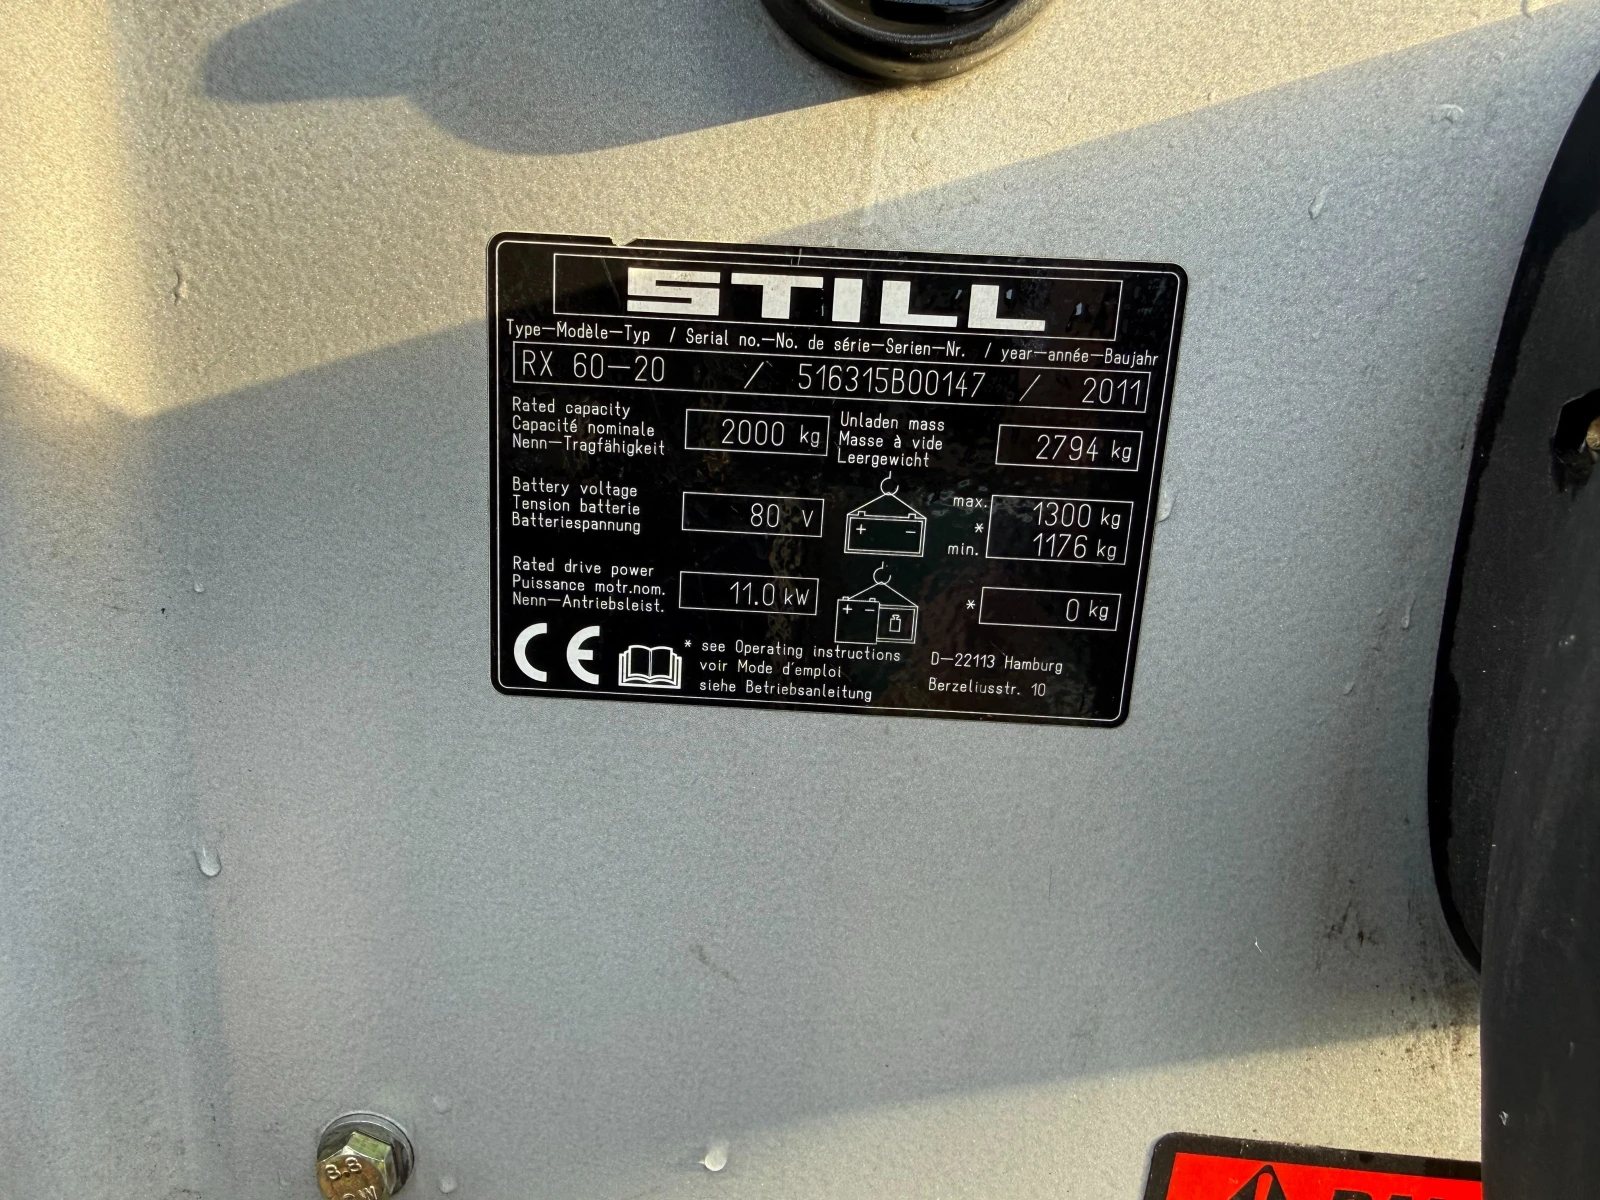 STILL
Type-Modèle-Typ / Serial no.-No. de série-Serien-Nr. / year-année-Baujahr
RX 60-20 / 516315B00147 / 2011
Rated capacity
Capacité nominale
Nenn-Tragfähigkeit
2000 kg
Unladen mass
Masse à vide
Leergewicht
2794 kg
Battery voltage
Tension batterie
Batteriespannung
80 V
+ -
max. 1300 kg
*
min. 1176 kg
Rated drive power
Puissance motr.nom.
Nenn-Antriebsleist.
11.0 kW
+ -
* 0 kg
CE
* see Operating instructions
voir Mode d'emploi
siehe Betriebsanleitung
D-22113 Hamburg
Berzeliusstr. 10
8.8